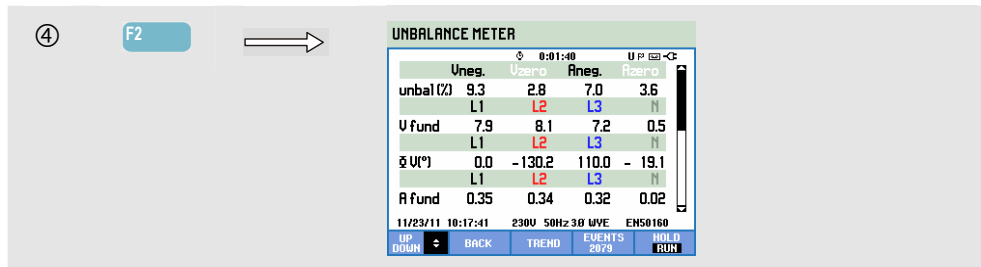 ④ F2
UNBALANCE METER
0:01:40 U
Vneg. Vzero Aneg. Azero
unbal(%) 9.3 2.8 7.0 3.6
L1 L2 L3 N
V fund 7.9 8.1 7.2 0.5
L1 L2 L3 N
Φ V(°) 0.0 -130.2 110.0 - 19.1
L1 L2 L3 N
A fund 0.35 0.34 0.32 0.02
11/23/11 10:17:41 230V 50Hz 3Ø WYE EN50160
UP DOWN BACK TREND EVENTS 2079 HOLD RUN